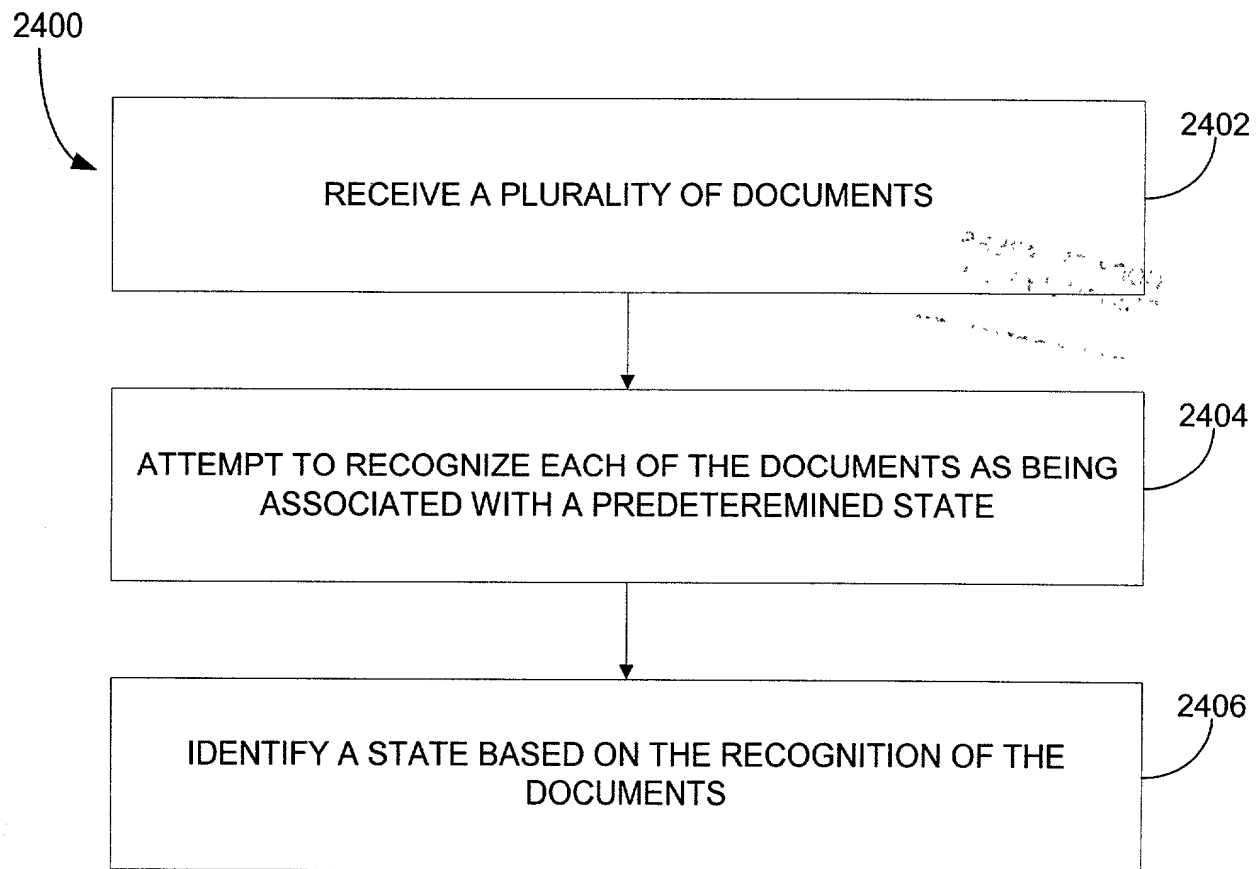 2400
2402
RECEIVE A PLURALITY OF DOCUMENTS
2404
ATTEMPT TO RECOGNIZE EACH OF THE DOCUMENTS AS BEING
ASSOCIATED WITH A PREDETEREMINED STATE
2406
IDENTIFY A STATE BASED ON THE RECOGNITION OF THE
DOCUMENTS